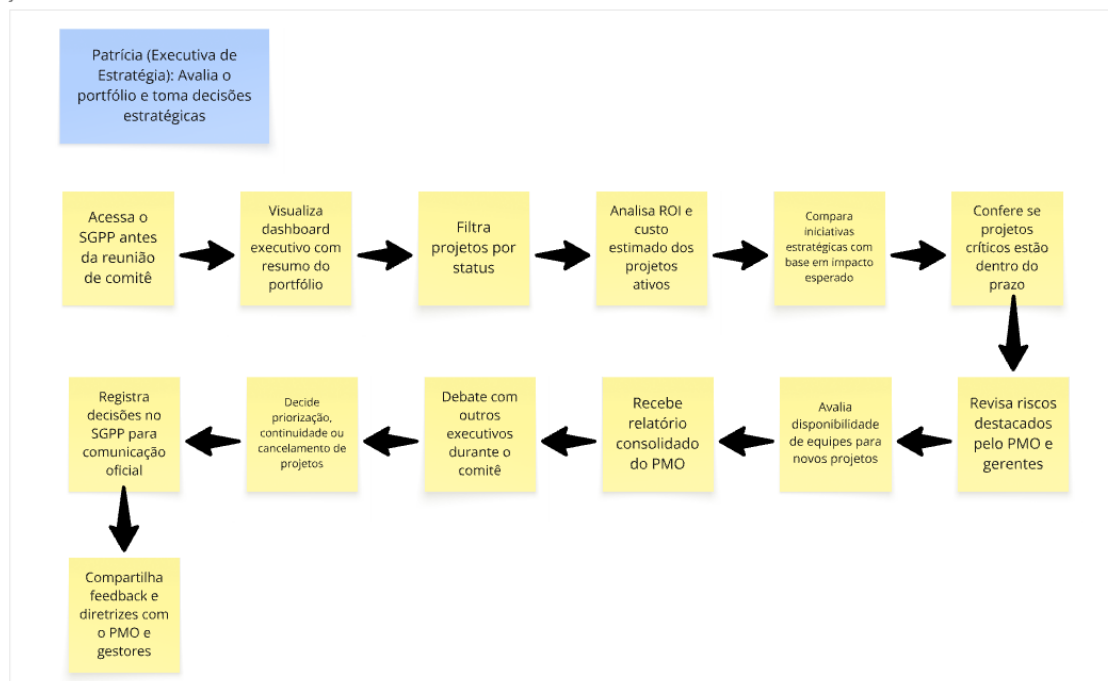 Patrícia (Executiva de
Estratégia): Avalia o
portfólio e toma decisões
estratégicas
Acessa o
SGPP antes
da reunião
de comitê
Visualiza
dashboard
executivo com
resumo do
portfólio
Filtra
projetos por
status
Analisa ROI e
custo
estimado dos
projetos
ativos
Compara
iniciativas
estratégicas com
base em impacto
esperado
Confere se
projetos
críticos estão
dentro do
prazo
Revisa riscos
destacados
pelo PMO e
gerentes
Avalia
disponibilidade
de equipes para
novos projetos
Recebe
relatório
consolidado
do PMO
Debate com
outros
executivos
durante o
comitê
Decide
priorização,
continuidade ou
cancelamento de
projetos
Registra
decisões no
SGPP para
comunicação
oficial
Compartilha
feedback e
diretrizes com
o PMO e
gestores